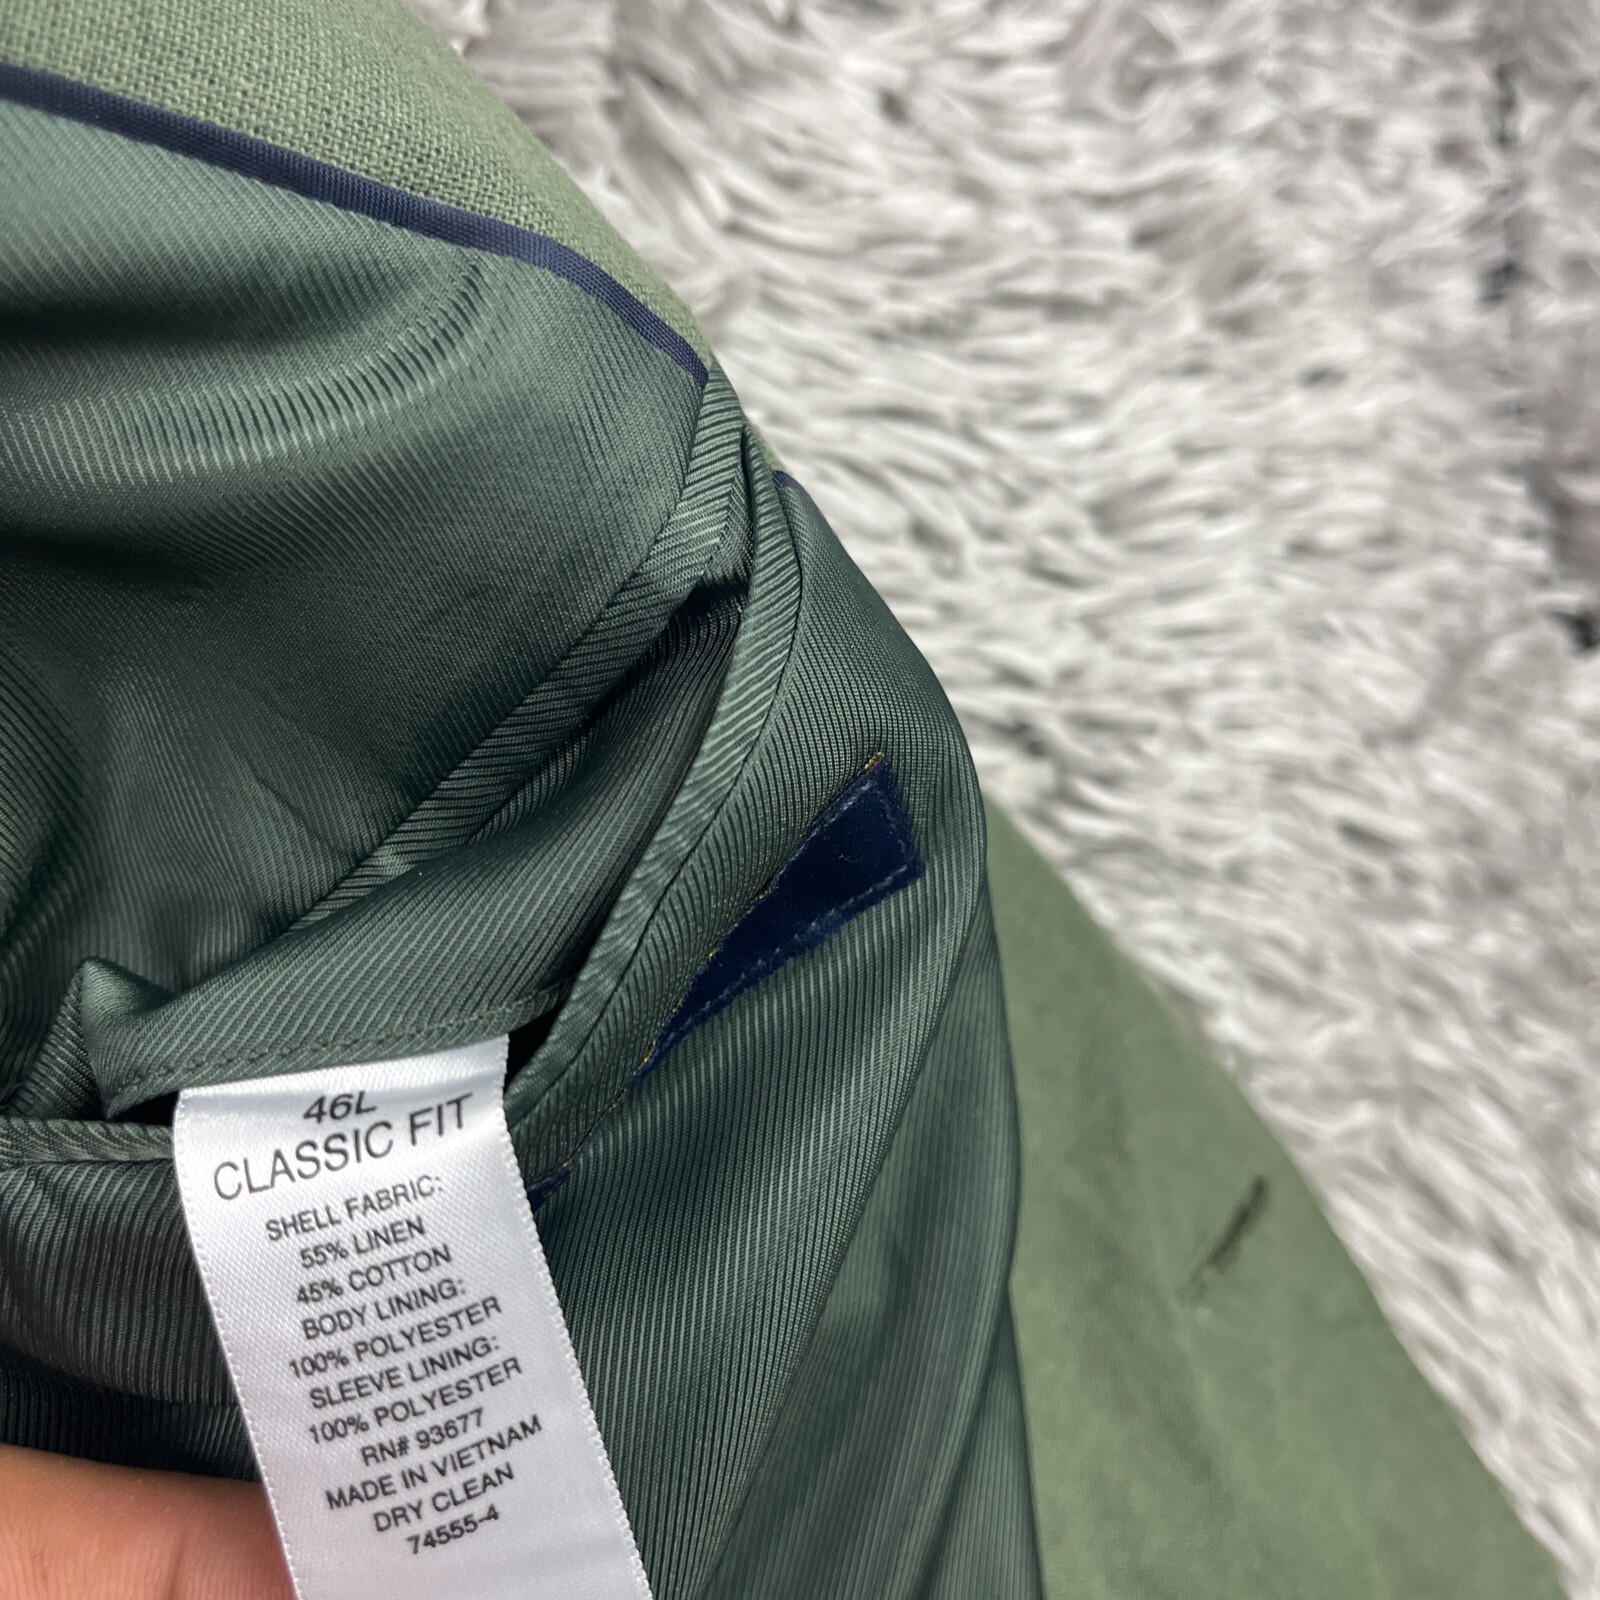 46L
CLASSIC FIT
SHELL FABRIC:
55% LINEN
45% COTTON
BODY LINING:
100% POLYESTER
SLEEVE LINING:
100% POLYESTER
RN# 93677
MADE IN VIETNAM
DRY CLEAN
74555-4